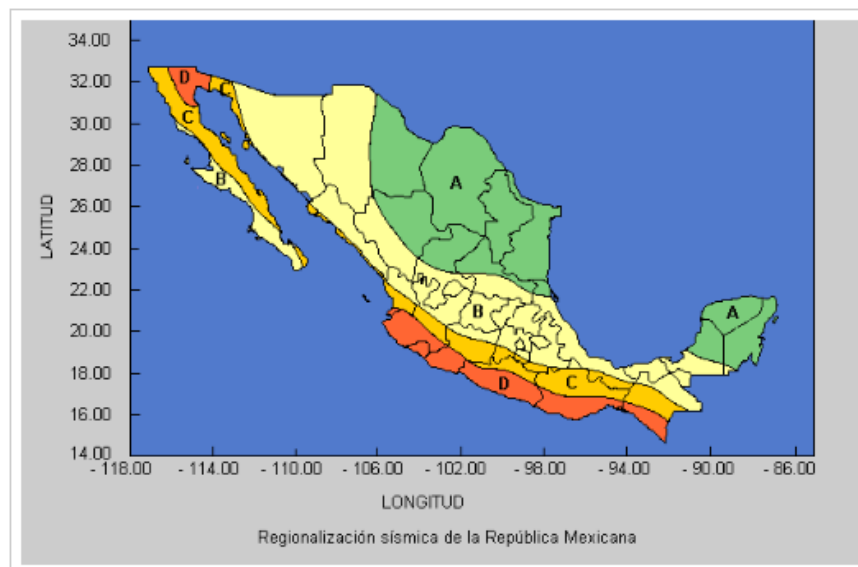 34.00
32.00
30.00
28.00
26.00
24.00
22.00
20.00
18.00
16.00
14.00
LATITUD
D
C
C
B
A
B
A
D
C
- 118.00 - 114.00 - 110.00 - 106.00 - 102.00 - 98.00 - 94.00 - 90.00 - 86.00
LONGITUD
Regionalización sísmica de la República Mexicana